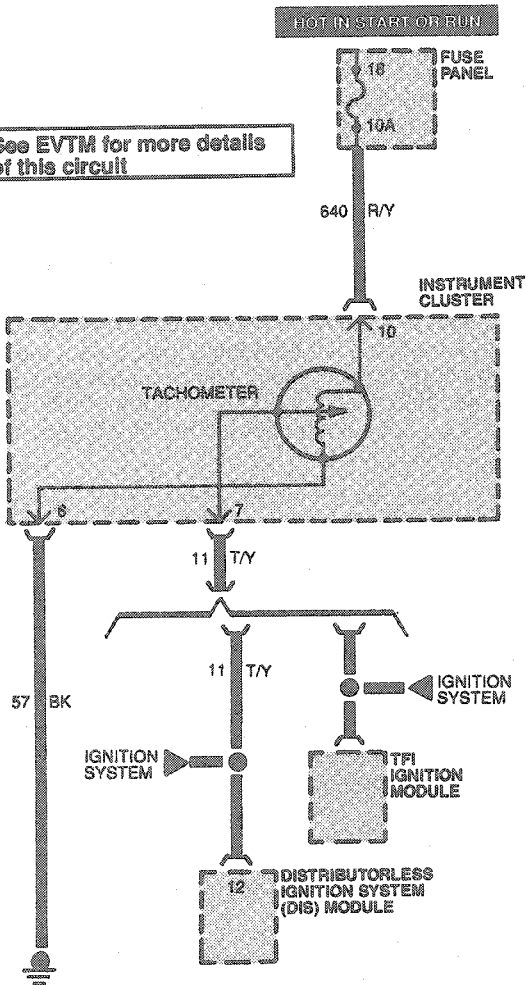 HOT IN START OR RUN
FUSE
PANEL
18
10A
See EVTM for more details
of this circuit
640 R/Y
INSTRUMENT
CLUSTER
10
TACHOMETER
6
7
11 T/Y
11 T/Y
57 BK
IGNITION
SYSTEM
IGNITION
SYSTEM
TFI
IGNITION
MODULE
12
DISTRIBUTORLESS
IGNITION SYSTEM
(DIS) MODULE